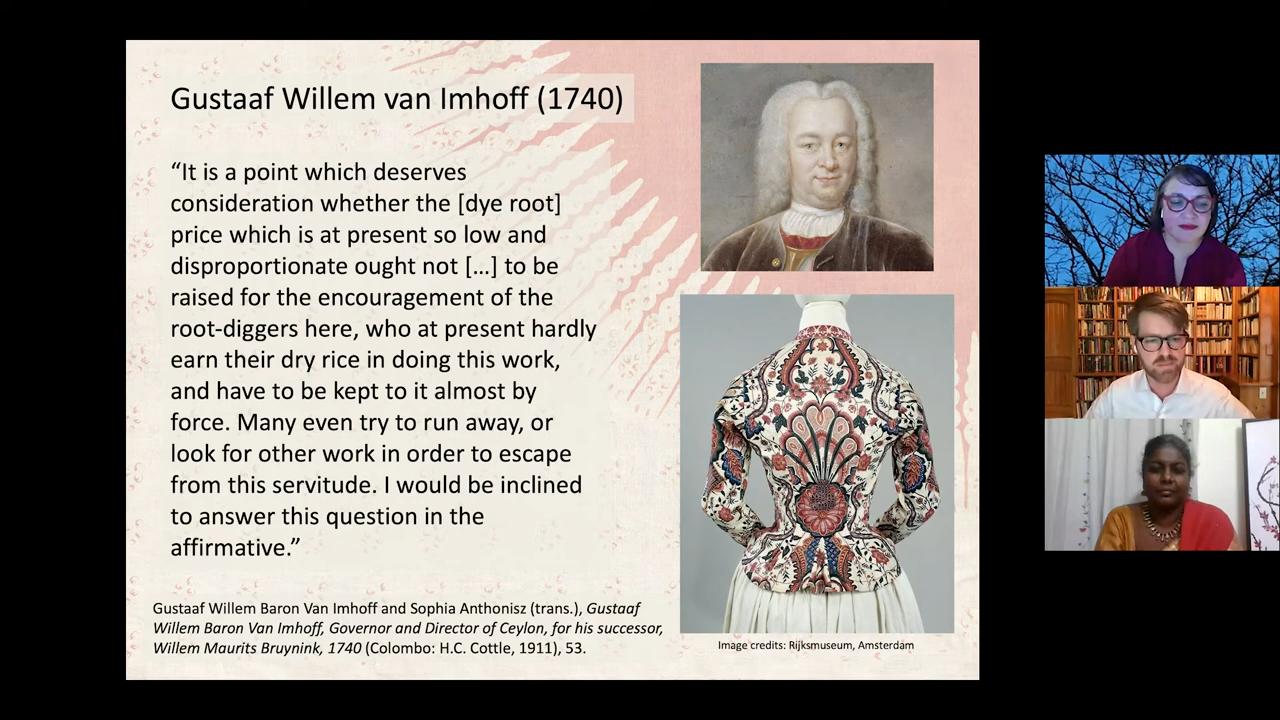 Gustaaf Willem van Imhoff (1740)
“It is a point which deserves
consideration whether the [dye root]
price which is at present so low and
disproportionate ought not […] to be
raised for the encouragement of the
root-diggers here, who at present hardly
earn their dry rice in doing this work,
and have to be kept to it almost by
force. Many even try to run away, or
look for other work in order to escape
from this servitude. I would be inclined
to answer this question in the
affirmative.”
Gustaaf Willem Baron Van Imhoff and Sophia Anthonisz (trans.), Gustaaf
Willem Baron Van Imhoff, Governor and Director of Ceylon, for his successor,
Willem Maurits Bruynink, 1740 (Colombo: H.C. Cottle, 1911), 53.
Image credits: Rijksmuseum, Amsterdam